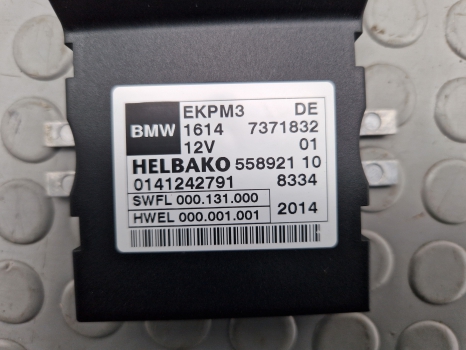 EKPM3 DE
BMW 1614 7371832
12V 01
HELBAKO 558921 10
0141242791 8334
SWFL 000.131.000
HWEL 000.001.001 2014